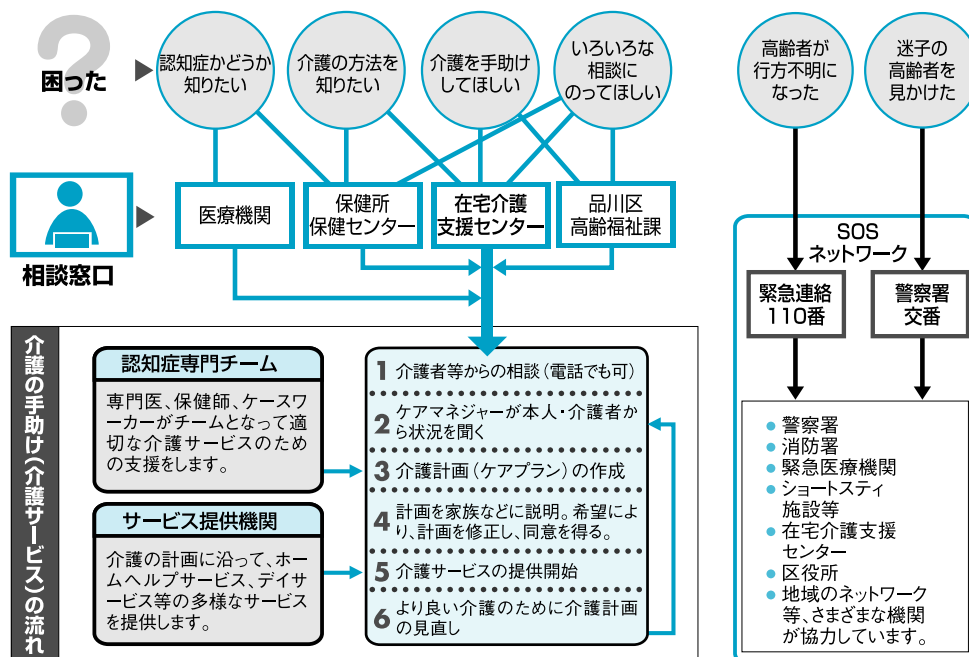 ?
困った
認知症かどうか
知りたい
介護の方法を
知りたい
介護を手助け
してほしい
いろいろな
相談に
のってほしい
高齢者が
行方不明に
なった
迷子の
高齢者を
見かけた
相談窓口
医療機関
保健所
保健センター
在宅介護
支援センター
品川区
高齢福祉課
SOS
ネットワーク
緊急連絡
110番
警察署
交番
介護の手助け(介護サービス)の流れ
認知症専門チーム
専門医、保健師、ケースワ
ーカーがチームとなって適
切な介護サービスのため
の支援をします。
サービス提供機関
介護の計画に沿って、ホー
ムヘルプサービス、デイサ
ービス等の多様なサービス
を提供します。
1 介護者等からの相談(電話でも可)
2 ケアマネジャーが本人・介護者か
ら状況を聞く
3 介護計画(ケアプラン)の作成
4 計画を家族などに説明。希望によ
り、計画を修正し、同意を得る。
5 介護サービスの提供開始
6 より良い介護のために介護計画
の見直し
● 警察署
● 消防署
● 緊急医療機関
● ショートスティ
施設等
● 在宅介護支援
センター
● 区役所
● 地域のネットワーク
等、さまざまな機関
が協力しています。